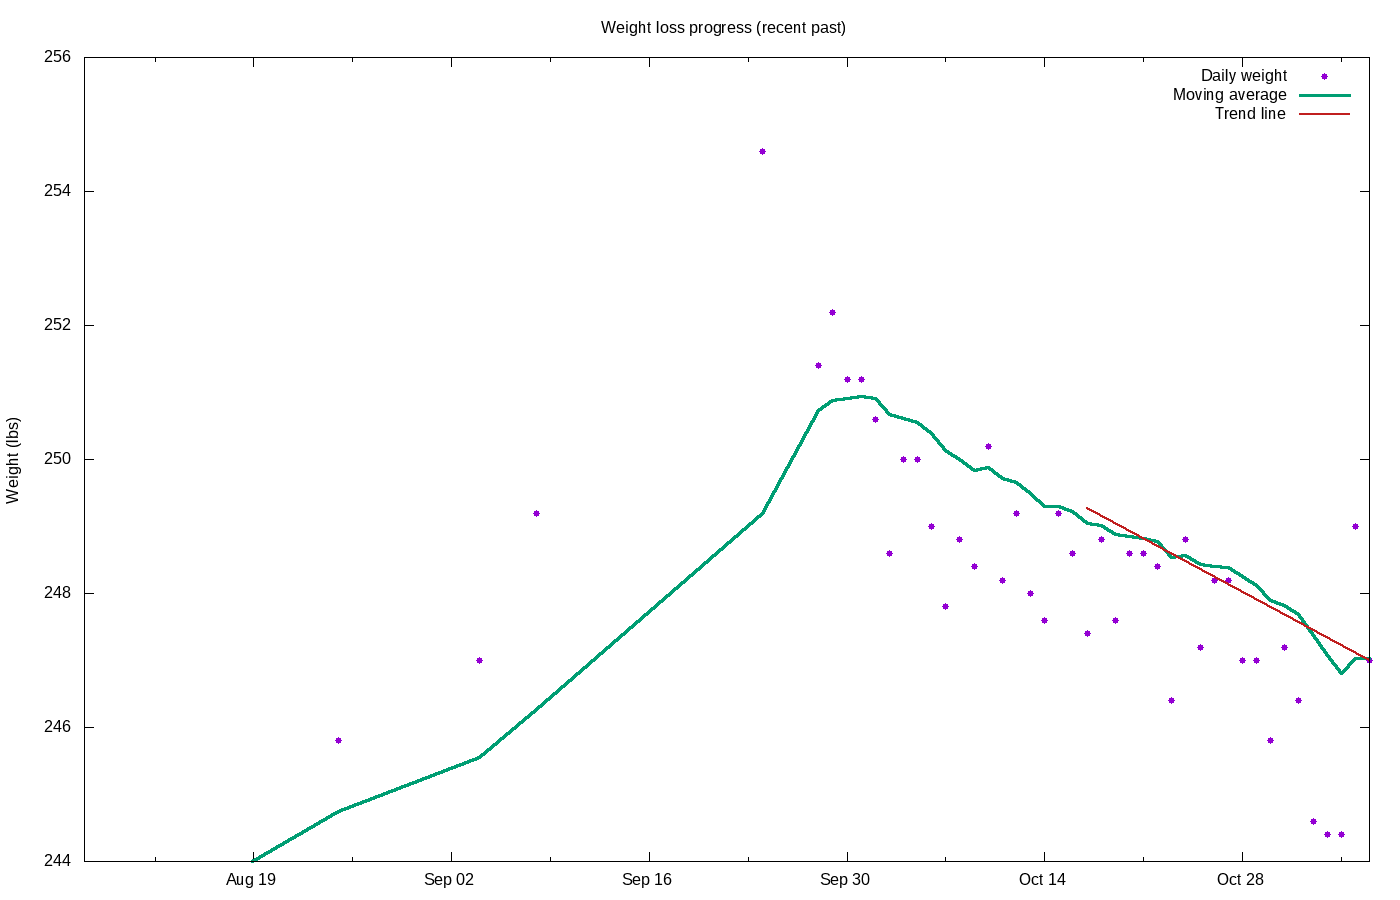 Weight loss progress (recent past)
256
254
252
250
248
246
244
Weight (lbs)
Daily weight
Moving average
Trend line
Aug 19
Sep 02
Sep 16
Sep 30
Oct 14
Oct 28